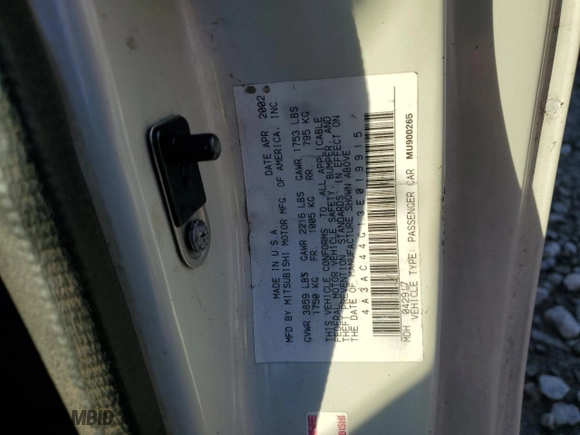 MADE IN U.S.A. DATE APR 2002
MFD BY MITSUBISHI MOTOR MFG. OF AMERICA, INC
GVWR 3859 LBS GAWR 2216 LBS GAWR 1753 LBS
1750 KG FR 1005 KG RR 795 KG
THIS VEHICLE CONFORMS TO ALL APPLICABLE
FEDERAL MOTOR VEHICLE SAFETY, BUMPER, AND
THEFT PREVENTION STANDARDS IN EFFECT ON
THE DATE OF MANUFACTURE SHOWN ABOVE.
4A3AC44G13E019915
MDH 0429
VEHICLE TYPE: PASSENGER CAR MU900265